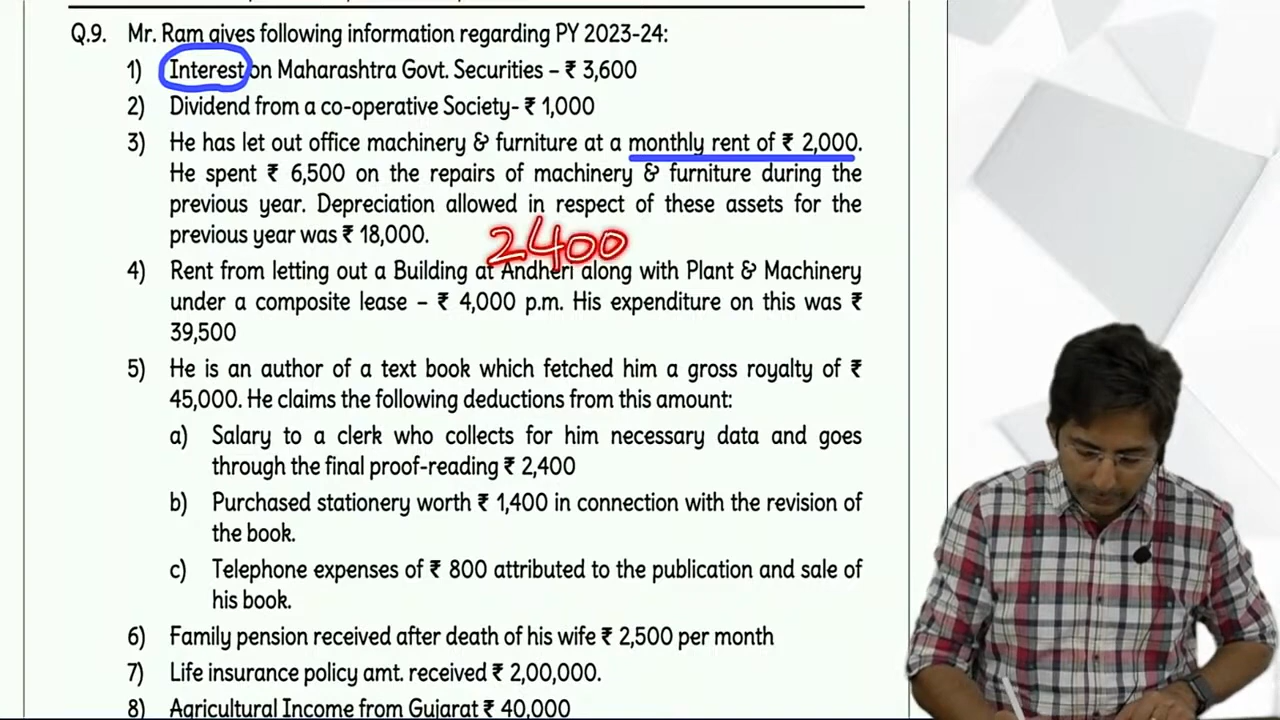 Q.9. Mr. Ram gives following information regarding PY 2023-24:
1) Interest on Maharashtra Govt. Securities – ₹ 3,600
2) Dividend from a co-operative Society- ₹ 1,000
3) He has let out office machinery & furniture at a monthly rent of ₹ 2,000.
He spent ₹ 6,500 on the repairs of machinery & furniture during the
previous year. Depreciation allowed in respect of these assets for the
previous year was ₹ 18,000.
2400
4) Rent from letting out a Building at Andheri along with Plant & Machinery
under a composite lease – ₹ 4,000 p.m. His expenditure on this was ₹
39,500
5) He is an author of a text book which fetched him a gross royalty of ₹
45,000. He claims the following deductions from this amount:
a) Salary to a clerk who collects for him necessary data and goes
through the final proof-reading ₹ 2,400
b) Purchased stationery worth ₹ 1,400 in connection with the revision of
the book.
c) Telephone expenses of ₹ 800 attributed to the publication and sale of
his book.
6) Family pension received after death of his wife ₹ 2,500 per month
7) Life insurance policy amt. received ₹ 2,00,000.
8) Agricultural Income from Gujarat ₹ 40,000